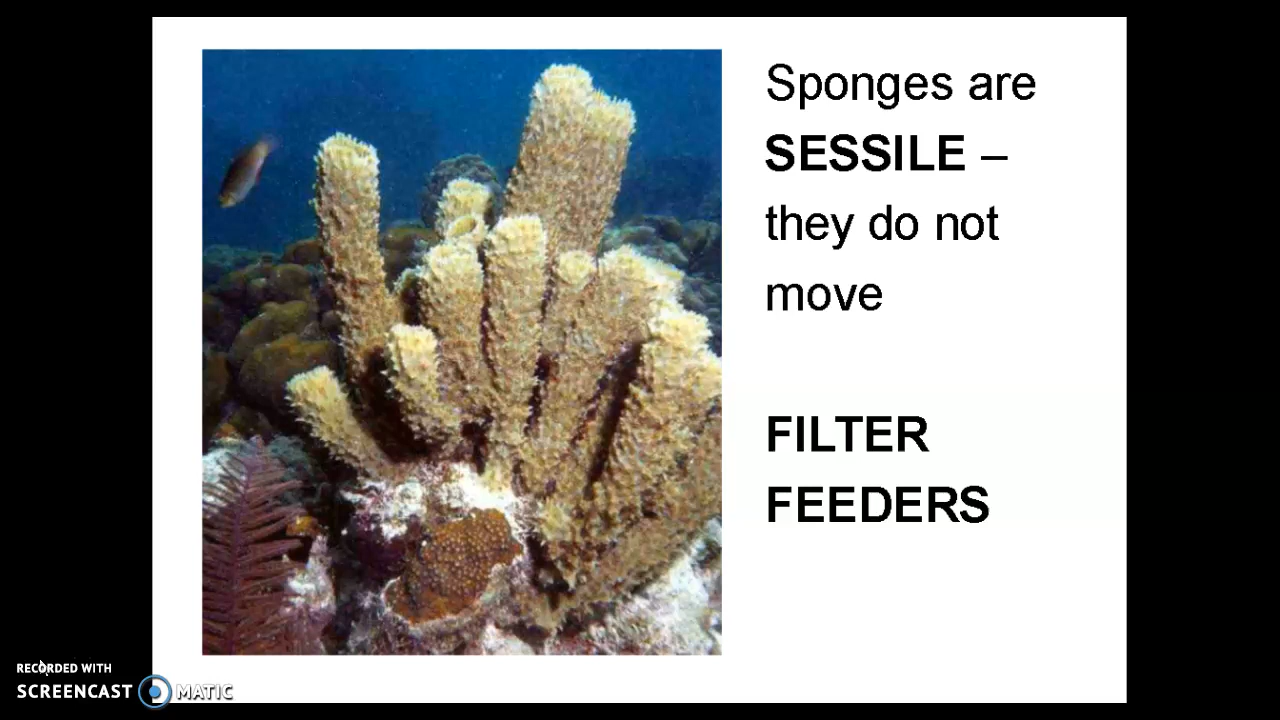 Sponges are
SESSILE –
they do not
move
FILTER
FEEDERS
RECORDED WITH
SCREENCAST MATIC